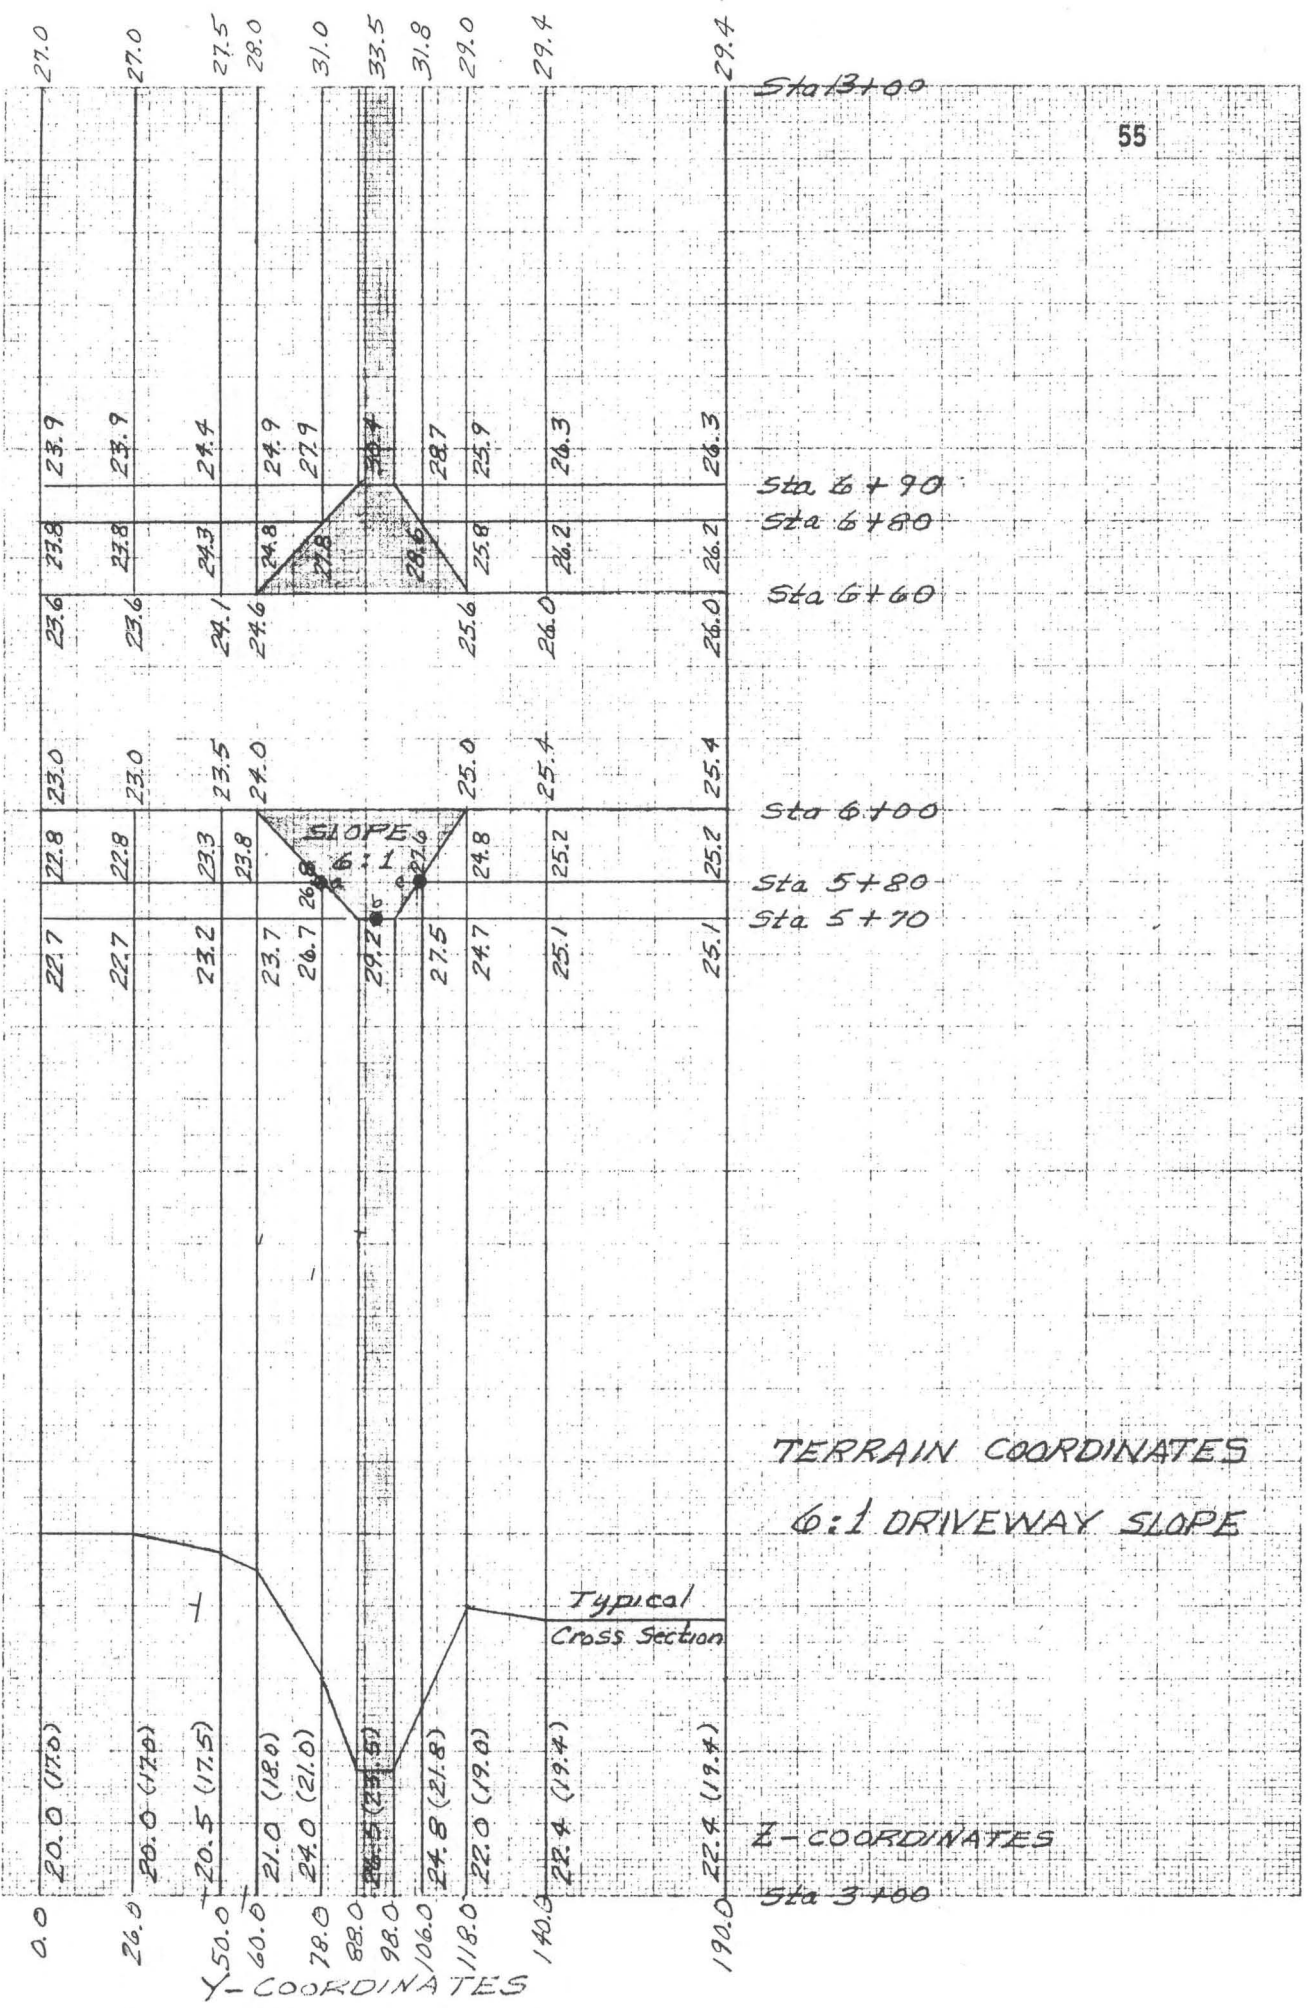 27.0 27.0 27.5 28.0 31.0 33.5 31.8 29.0 29.4 29.4
Sta 13+00
55
23.9 23.9 24.4 24.9 27.9 30.4 28.7 25.9 26.3 26.3
Sta 6+90
23.8 23.8 24.3 24.8 27.8 28.6 25.8 26.2 26.2
Sta 6+80
23.6 23.6 24.1 24.6 25.6 26.0 26.0
Sta 6+60
23.0 23.0 23.5 24.0 25.0 25.4 25.4
Sta 6+00
SLOPE
6:1
22.8 22.8 23.3 23.8 26.8 27.6 24.8 25.2 25.2
Sta 5+80
22.7 22.7 23.2 23.7 26.7 29.2 27.5 24.7 25.1 25.1
Sta 5+70
TERRAIN COORDINATES
6:1 DRIVEWAY SLOPE
Typical
Cross Section
20.0 (17.0) 20.0 (17.0) 20.5 (17.5) 21.0 (18.0) 24.0 (21.0) 26.5 (23.5) 24.8 (21.8) 22.0 (19.0) 22.4 (19.4) 22.4 (19.4)
Z-COORDINATES
Sta 3+00
0.0 26.0 50.0 60.0 78.0 88.0 98.0 106.0 118.0 140.0 190.0
Y-COORDINATES